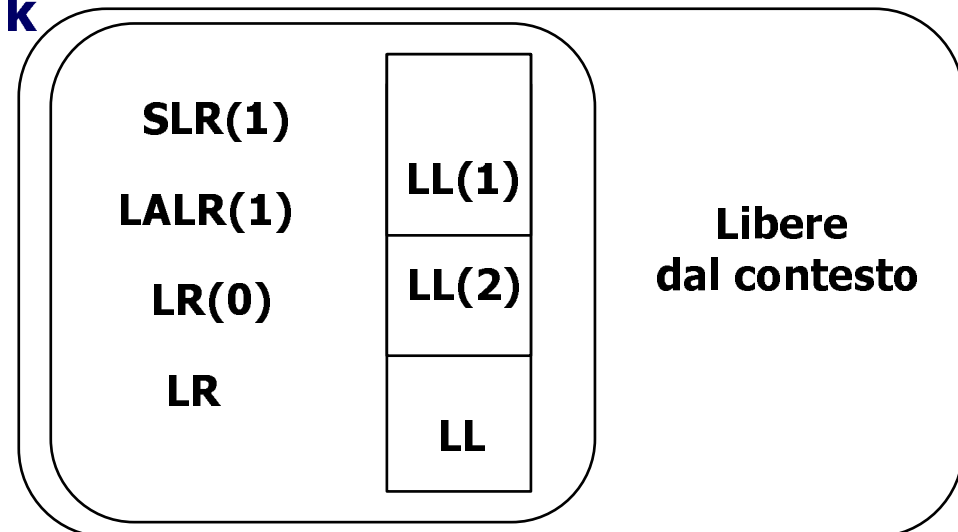 k
SLR(1)
LALR(1)
LR(0)
LR
LL(1)
LL(2)
LL
Libere
dal contesto